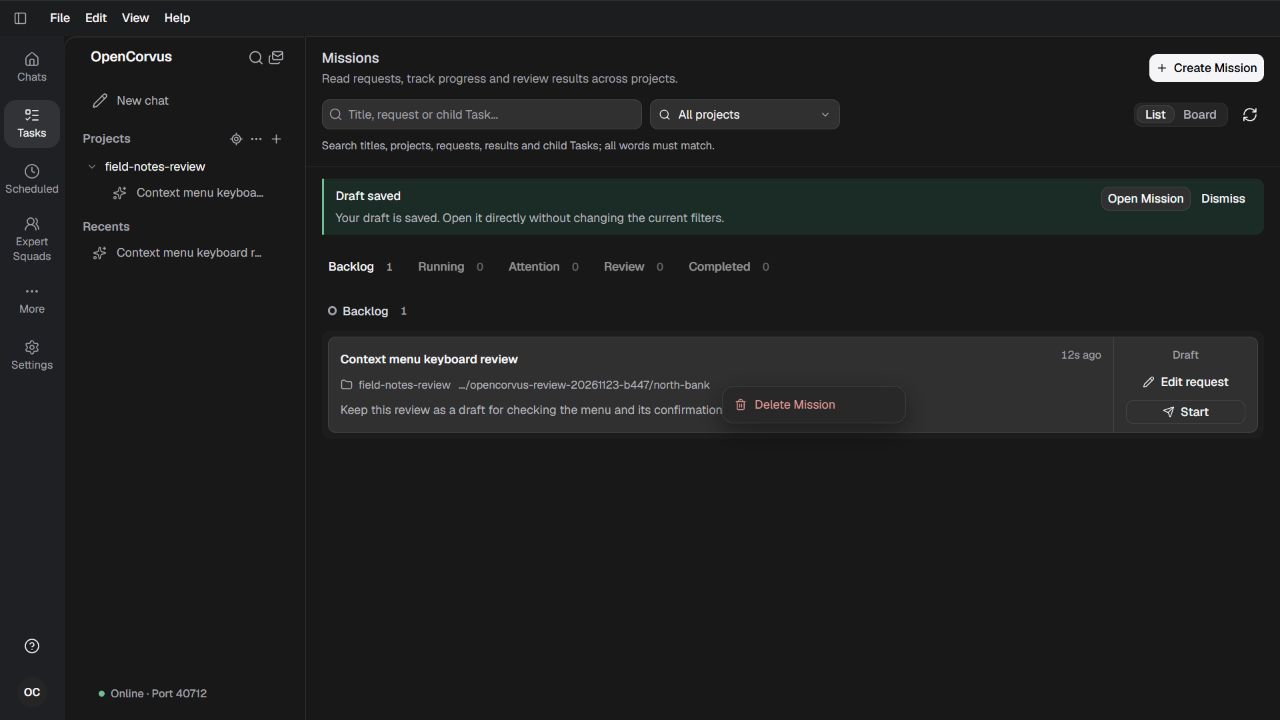 File Edit View Help
Chats
Tasks
Scheduled
Expert
Squads
More
Settings
OC
OpenCorvus
New chat
Projects
field-notes-review
Context menu keyboa...
Recents
Context menu keyboard r...
Online · Port 40712
Missions
Read requests, track progress and review results across projects.
Create Mission
Title, request or child Task...
All projects
List Board
Search titles, projects, requests, results and child Tasks; all words must match.
Draft saved
Your draft is saved. Open it directly without changing the current filters.
Open Mission Dismiss
Backlog 1 Running 0 Attention 0 Review 0 Completed 0
Backlog 1
Context menu keyboard review
12s ago
field-notes-review .../opencorvus-review-20261123-b447/north-bank
Keep this review as a draft for checking the menu and its confirmation
Delete Mission
Draft
Edit request
Start